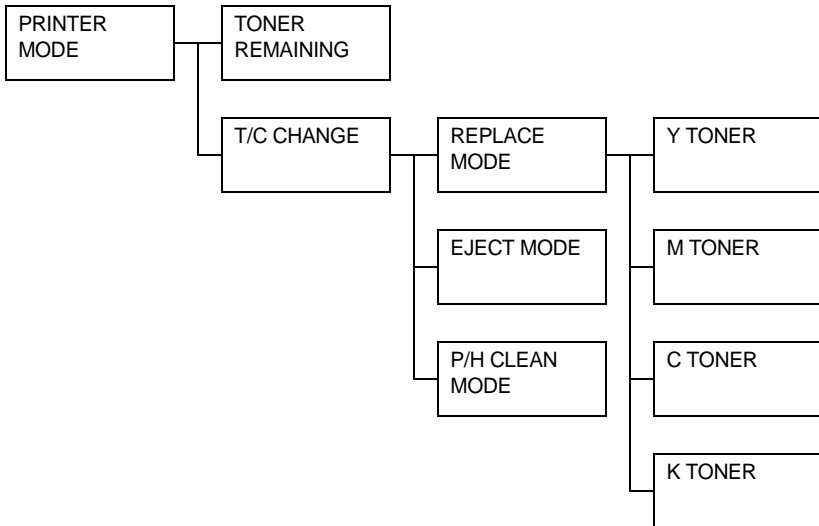 PRINTER
MODE
TONER
REMAINING
T/C CHANGE
REPLACE
MODE
Y TONER
EJECT MODE
M TONER
P/H CLEAN
MODE
C TONER
K TONER